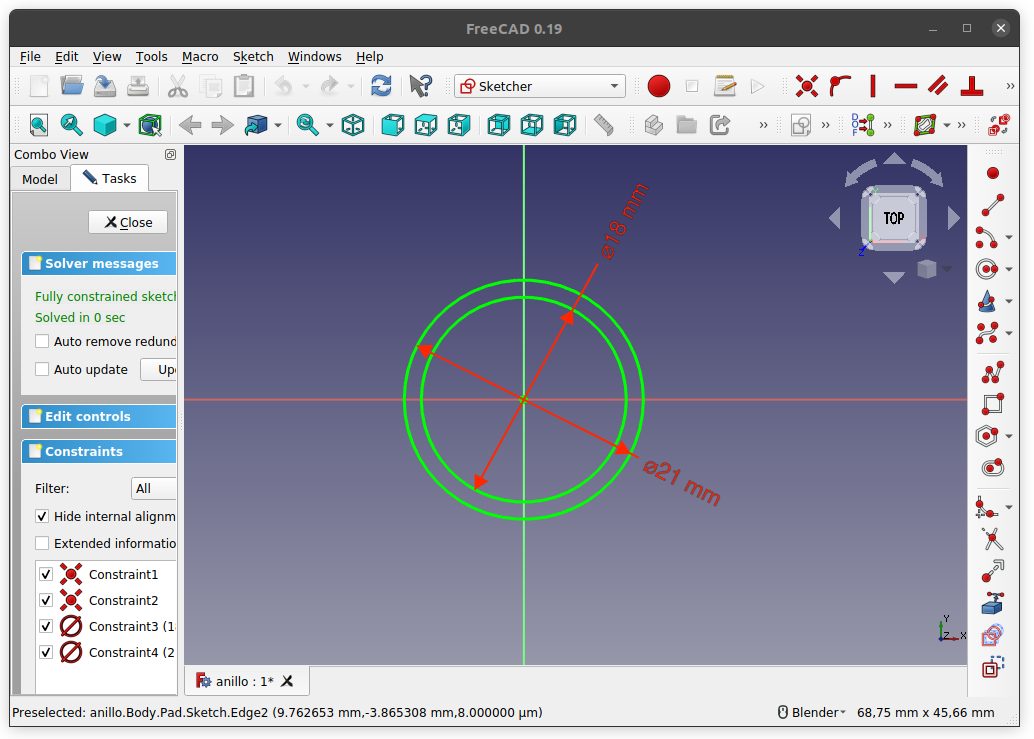 FreeCAD 0.19
File Edit View Tools Macro Sketch Windows Help
Sketcher
Combo View
Model Tasks
Close
Solver messages
Fully constrained sketch
Solved in 0 sec
Auto remove redund
Auto update Up
Edit controls
Constraints
Filter: All
Hide internal alignm
Extended informatio
Constraint1
Constraint2
Constraint3 (1
Constraint4 (2
ø18 mm
ø21 mm
TOP
Z
Y
Z X
anillo : 1*
Preselected: anillo.Body.Pad.Sketch.Edge2 (9.762653 mm,-3.865308 mm,8.000000 µm)
Blender 68,75 mm x 45,66 mm